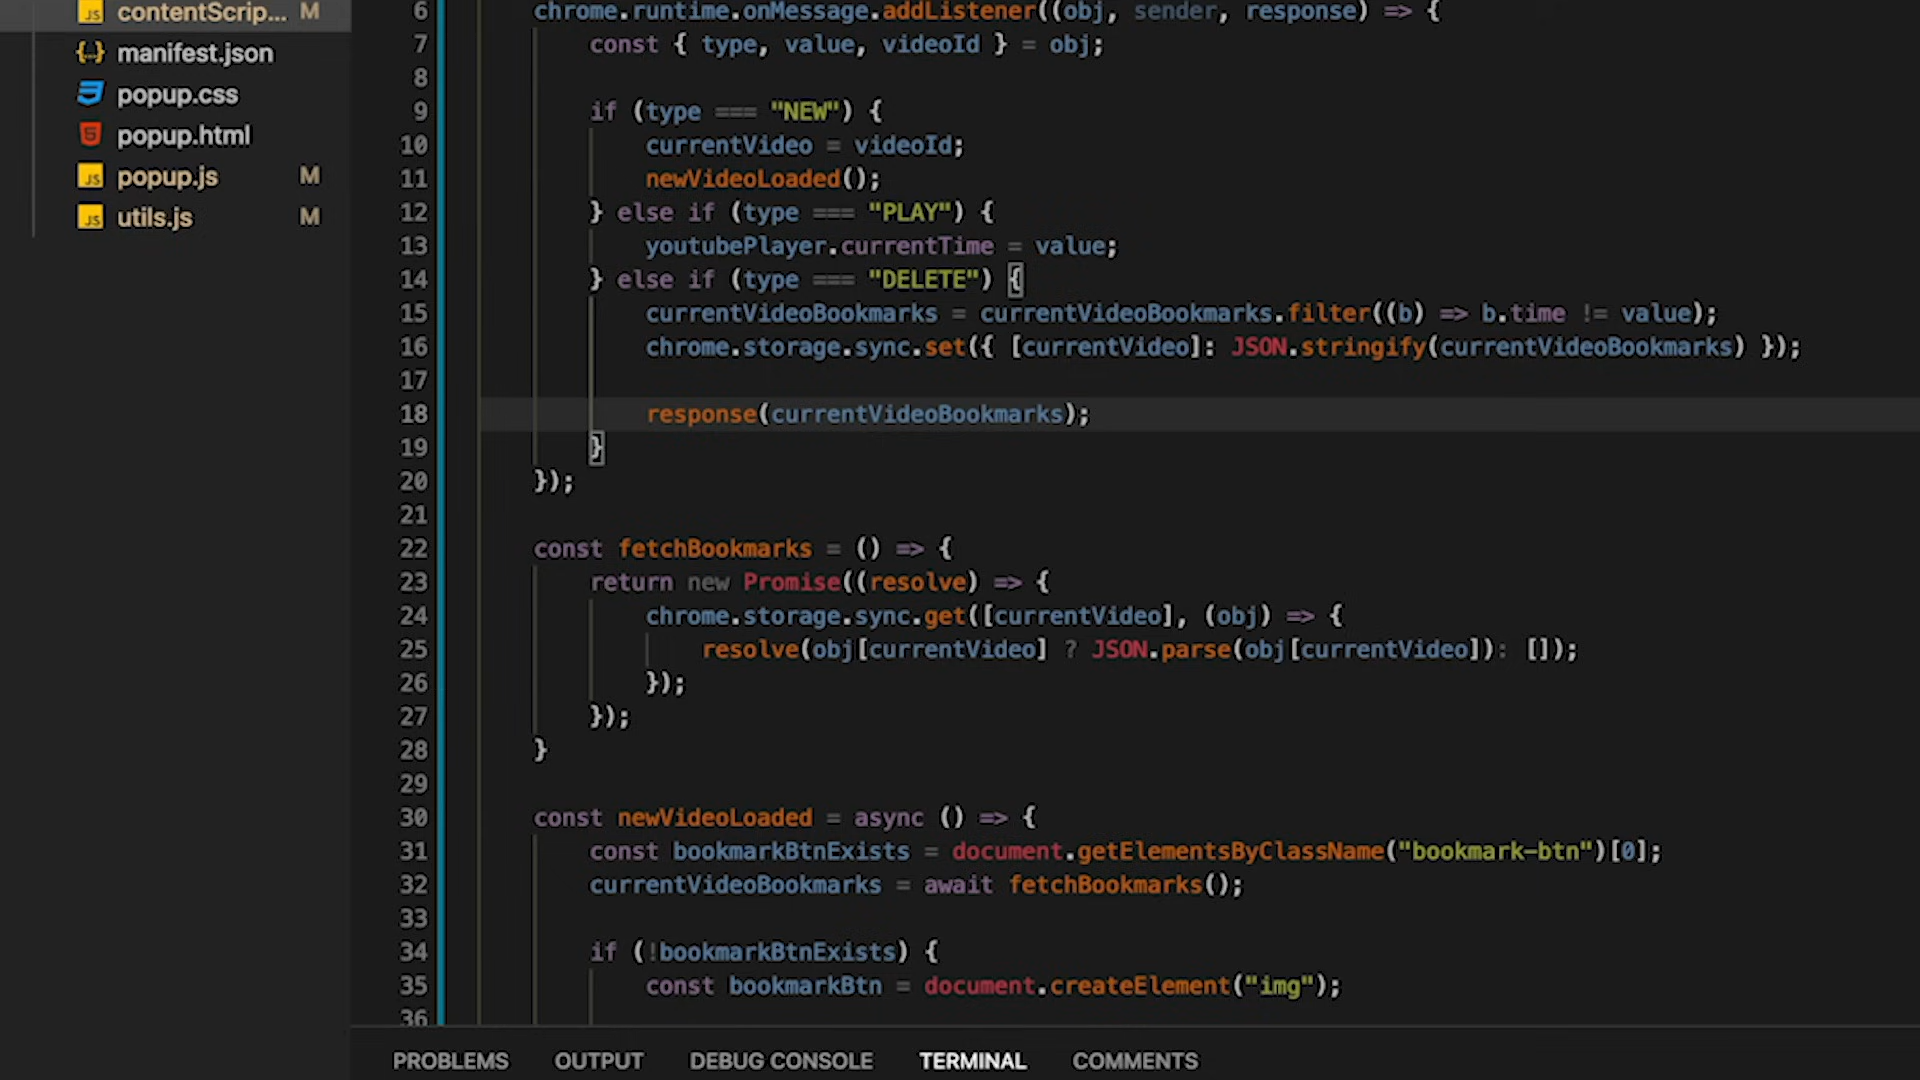 contentScrip... M
manifest.json
popup.css
popup.html
popup.js M
utils.js M
6 chrome.runtime.onMessage.addListener((obj, sender, response) => {
7 const { type, value, videoId } = obj;
8
9 if (type === "NEW") {
10 currentVideo = videoId;
11 newVideoLoaded();
12 } else if (type === "PLAY") {
13 youtubePlayer.currentTime = value;
14 } else if (type === "DELETE") {
15 currentVideoBookmarks = currentVideoBookmarks.filter((b) => b.time != value);
16 chrome.storage.sync.set({ [currentVideo]: JSON.stringify(currentVideoBookmarks) });
17
18 response(currentVideoBookmarks);
19 }
20 });
21
22 const fetchBookmarks = () => {
23 return new Promise((resolve) => {
24 chrome.storage.sync.get([currentVideo], (obj) => {
25 resolve(obj[currentVideo] ? JSON.parse(obj[currentVideo]): []);
26 });
27 });
28 }
29
30 const newVideoLoaded = async () => {
31 const bookmarkBtnExists = document.getElementsByClassName("bookmark-btn")[0];
32 currentVideoBookmarks = await fetchBookmarks();
33
34 if (!bookmarkBtnExists) {
35 const bookmarkBtn = document.createElement("img");
36
PROBLEMS OUTPUT DEBUG CONSOLE TERMINAL COMMENTS